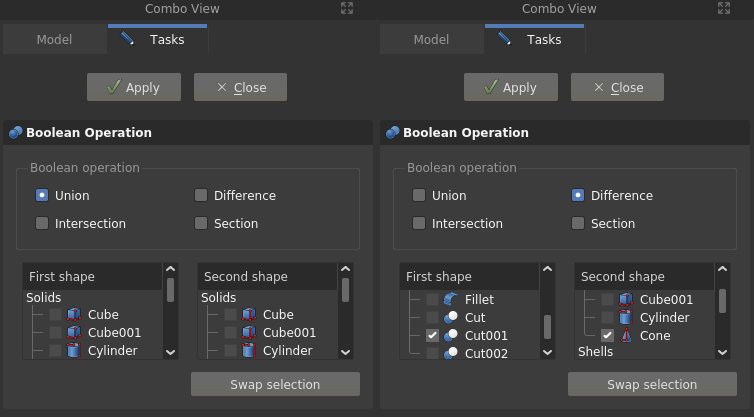 Combo View
Model
Tasks
Apply
Close
Boolean Operation
Boolean operation
Union
Difference
Intersection
Section
First shape
Solids
Cube
Cube001
Cylinder
Second shape
Solids
Cube
Cube001
Cylinder
Swap selection
Combo View
Model
Tasks
Apply
Close
Boolean Operation
Boolean operation
Union
Difference
Intersection
Section
First shape
Fillet
Cut
Cut001
Cut002
Second shape
Cube001
Cylinder
Cone
Shells
Swap selection